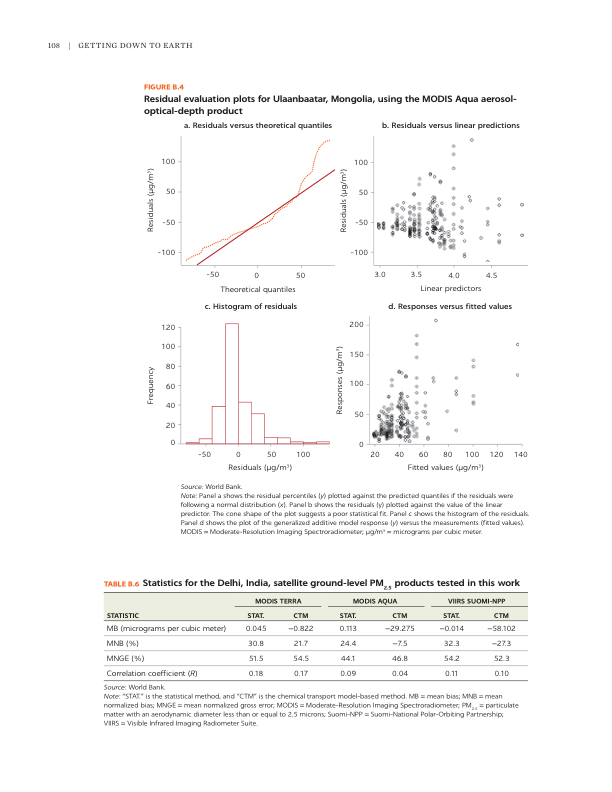 108 | GETTING DOWN TO EARTH
FIGURE B.4
Residual evaluation plots for Ulaanbaatar, Mongolia, using the MODIS Aqua aerosol-
optical-depth product
a. Residuals versus theoretical quantiles
Residuals (µg/m³)
100
50
−50
−100
−50 0 50
Theoretical quantiles
b. Residuals versus linear predictions
Residuals (µg/m³)
100
50
−50
−100
3.0 3.5 4.0 4.5
Linear predictors
c. Histogram of residuals
Frequency
120
100
80
60
40
20
0
-50 0 50 100
Residuals (µg/m³)
d. Responses versus fitted values
Responses (µg/m³)
200
150
100
50
0
20 40 60 80 100 120 140
Fitted values (µg/m³)
Source: World Bank.
Note: Panel a shows the residual percentiles (y) plotted against the predicted quantiles if the residuals were
following a normal distribution (x). Panel b shows the residuals (y) plotted against the value of the linear
predictor. The cone shape of the plot suggests a poor statistical fit. Panel c shows the histogram of the residuals.
Panel d shows the plot of the generalized additive model response (y) versus the measurements (fitted values).
MODIS = Moderate-Resolution Imaging Spectroradiometer; µg/m³ = micrograms per cubic meter.
TABLE B.6 Statistics for the Delhi, India, satellite ground-level PM2.5 products tested in this work
MODIS TERRA MODIS AQUA VIIRS SUOMI-NPP
STATISTIC STAT. CTM STAT. CTM STAT. CTM
MB (micrograms per cubic meter) 0.045 −0.822 0.113 −29.275 −0.014 −58.102
MNB (%) 30.8 21.7 24.4 −7.5 32.3 −27.3
MNGE (%) 51.5 54.5 44.1 46.8 54.2 52.3
Correlation coefficient (R) 0.18 0.17 0.09 0.04 0.11 0.10
Source: World Bank.
Note: "STAT." is the statistical method, and "CTM" is the chemical transport model-based method. MB = mean bias; MNB = mean
normalized bias; MNGE = mean normalized gross error; MODIS = Moderate-Resolution Imaging Spectroradiometer; PM2.5 = particulate
matter with an aerodynamic diameter less than or equal to 2.5 microns; Suomi-NPP = Suomi-National Polar-Orbiting Partnership;
VIIRS = Visible Infrared Imaging Radiometer Suite.